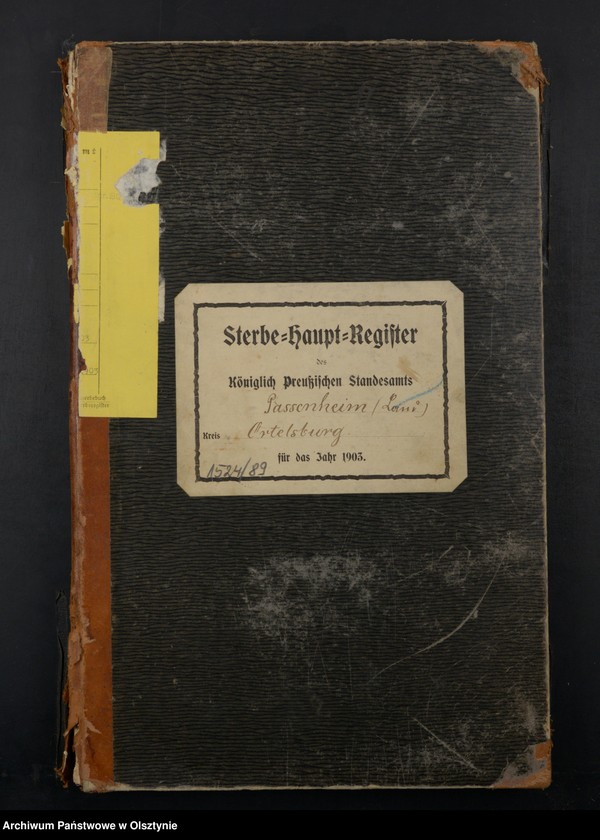 Sterbe=Haupt=Register
des
Königlich Preußischen Standesamts
Passenheim (Land)
Kreis Ortelsburg
für das Jahr 1903.
1524/89
Archiwum Państwowe w Olsztynie